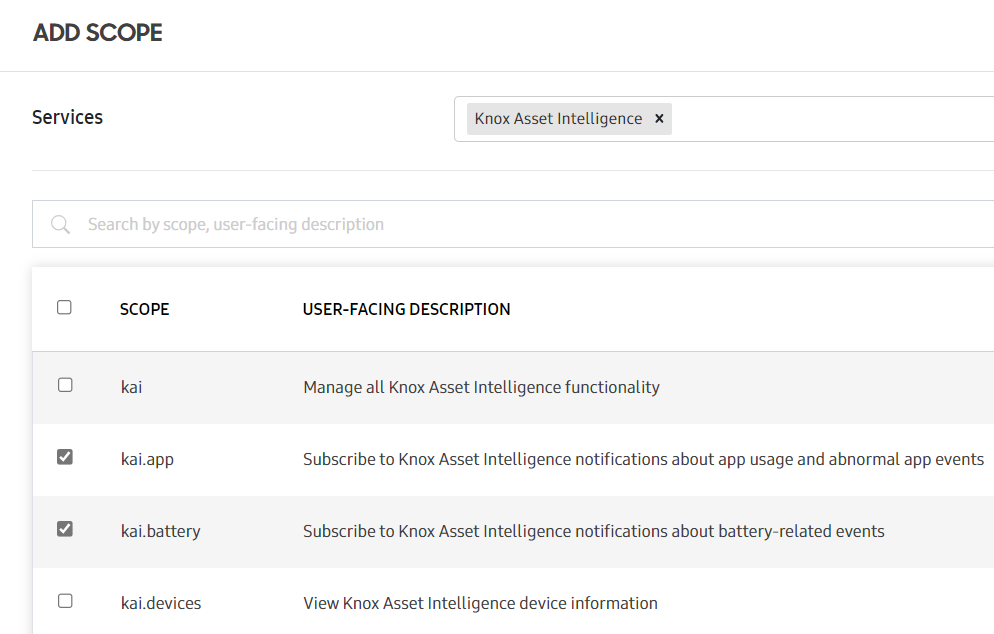 ADD SCOPE
Services
Knox Asset Intelligence ×
Search by scope, user-facing description
SCOPE USER-FACING DESCRIPTION
kai Manage all Knox Asset Intelligence functionality
kai.app Subscribe to Knox Asset Intelligence notifications about app usage and abnormal app events
kai.battery Subscribe to Knox Asset Intelligence notifications about battery-related events
kai.devices View Knox Asset Intelligence device information